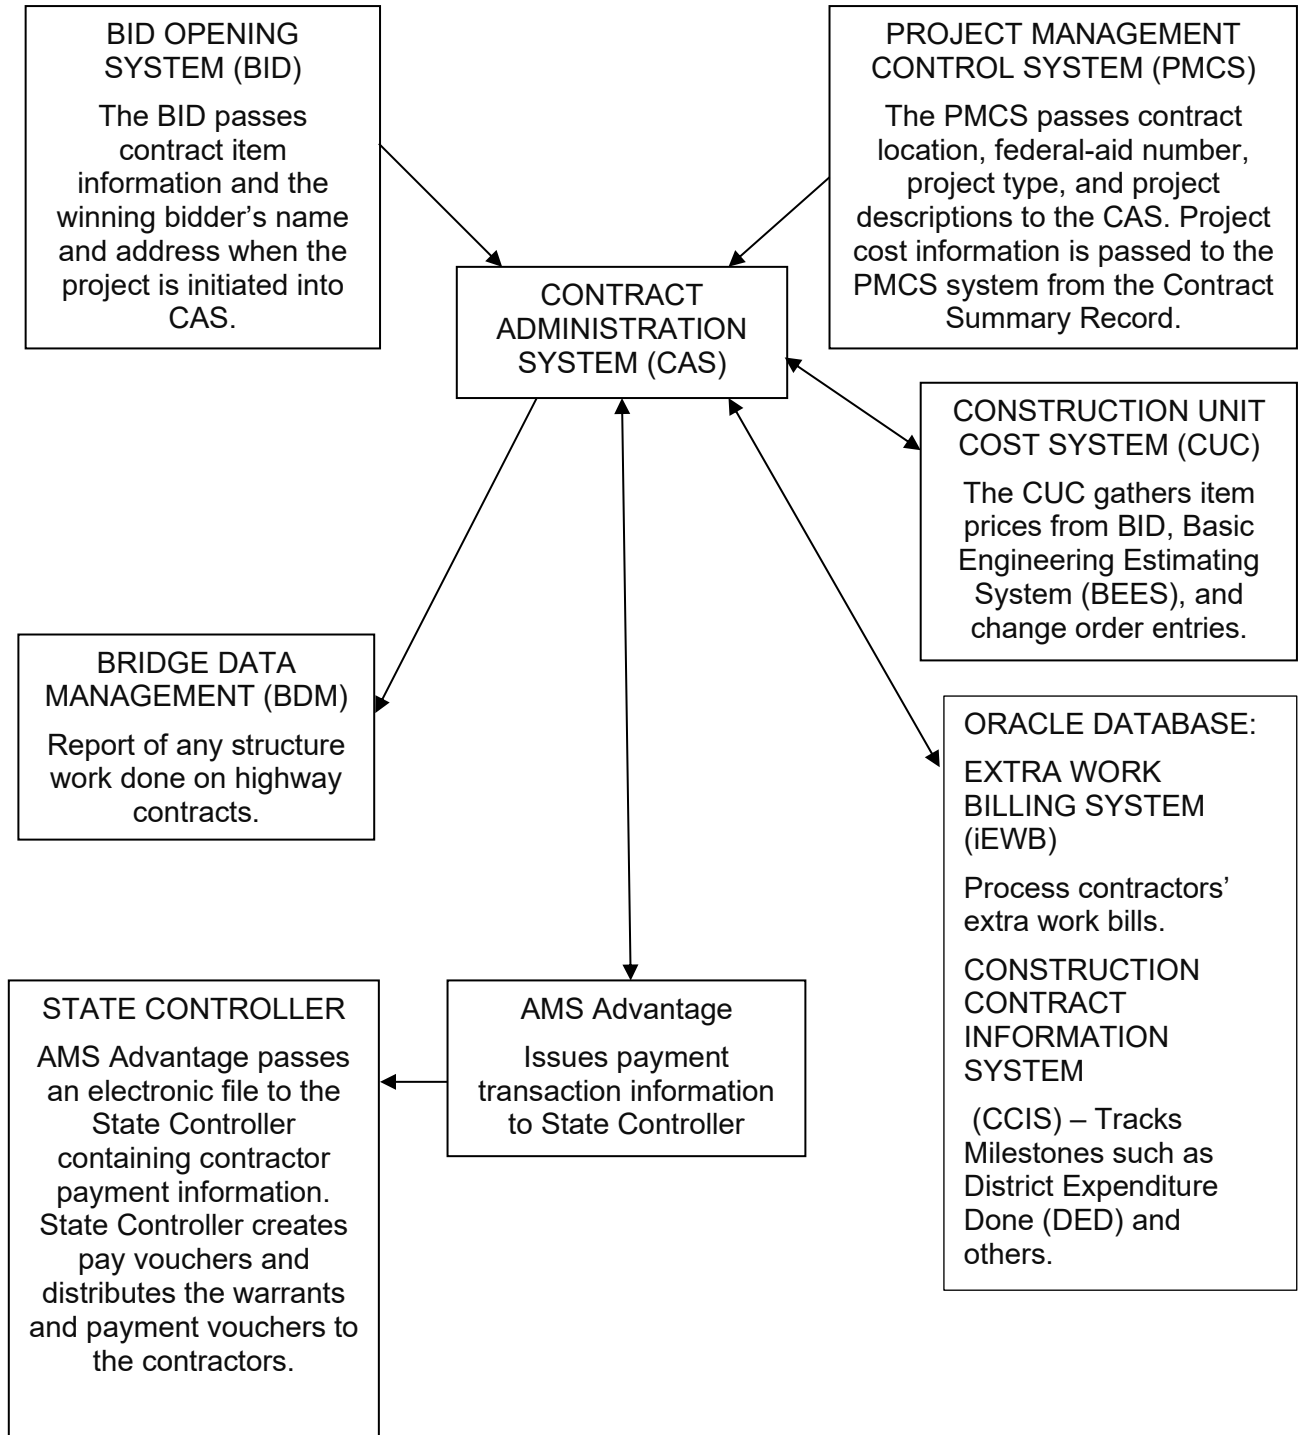 BID OPENING
SYSTEM (BID)
The BID passes
contract item
information and the
winning bidder’s name
and address when the
project is initiated into
CAS.
PROJECT MANAGEMENT
CONTROL SYSTEM (PMCS)
The PMCS passes contract
location, federal-aid number,
project type, and project
descriptions to the CAS. Project
cost information is passed to the
PMCS system from the Contract
Summary Record.
CONTRACT
ADMINISTRATION
SYSTEM (CAS)
CONSTRUCTION UNIT
COST SYSTEM (CUC)
The CUC gathers item
prices from BID, Basic
Engineering Estimating
System (BEES), and
change order entries.
BRIDGE DATA
MANAGEMENT (BDM)
Report of any structure
work done on highway
contracts.
ORACLE DATABASE:
EXTRA WORK
BILLING SYSTEM
(iEWB)
Process contractors’
extra work bills.
CONSTRUCTION
CONTRACT
INFORMATION
SYSTEM
(CCIS) – Tracks
Milestones such as
District Expenditure
Done (DED) and
others.
STATE CONTROLLER
AMS Advantage passes
an electronic file to the
State Controller
containing contractor
payment information.
State Controller creates
pay vouchers and
distributes the warrants
and payment vouchers to
the contractors.
AMS Advantage
Issues payment
transaction information
to State Controller